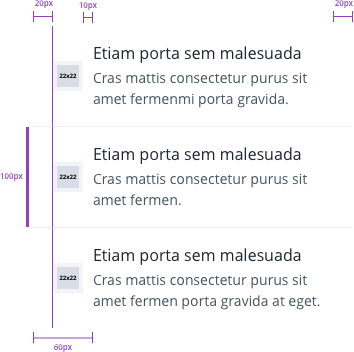 20px
10px
20px
Etiam porta sem malesuada
22x22
Cras mattis consectetur purus sit
amet fermenmi porta gravida.
Etiam porta sem malesuada
100px
22x22
Cras mattis consectetur purus sit
amet fermen.
Etiam porta sem malesuada
22x22
Cras mattis consectetur purus sit
amet fermen porta gravida at eget.
60px